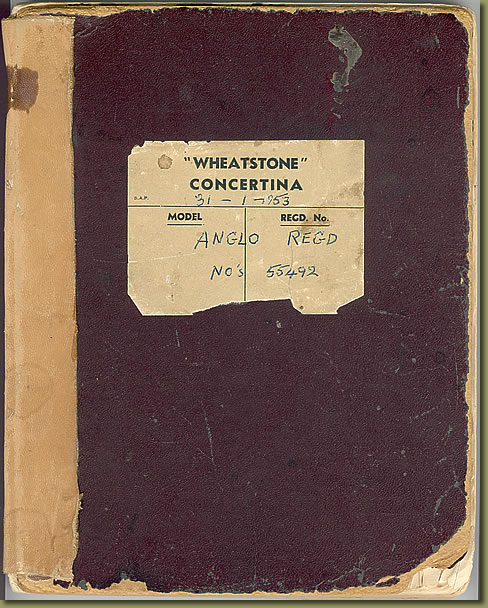 "WHEATSTONE"
CONCERTINA
S.A.P. 31 - 1 - 1953
MODEL REGD. No.
ANGLO REGD
NO's 55492